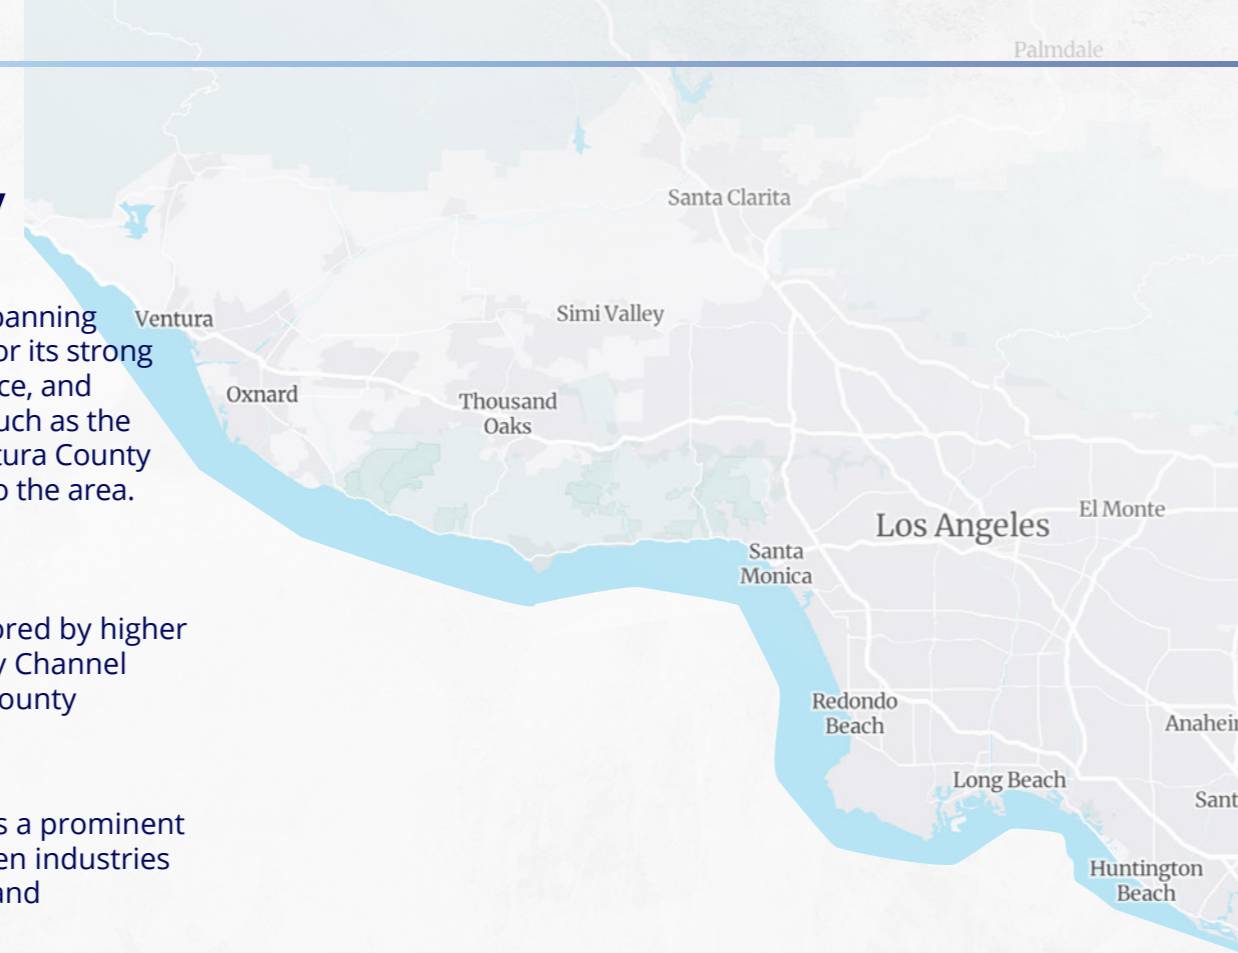 y
Palmdale
Santa Clarita
panning
Ventura
Simi Valley
or its strong
ce, and
Oxnard
Thousand
Oaks
uch as the
tura County
o the area.
El Monte
Los Angeles
Santa
Monica
ored by higher
y Channel
ounty
Redondo
Beach
Anahei
Long Beach
Sant
s a prominent
en industries
and
Huntington
Beach